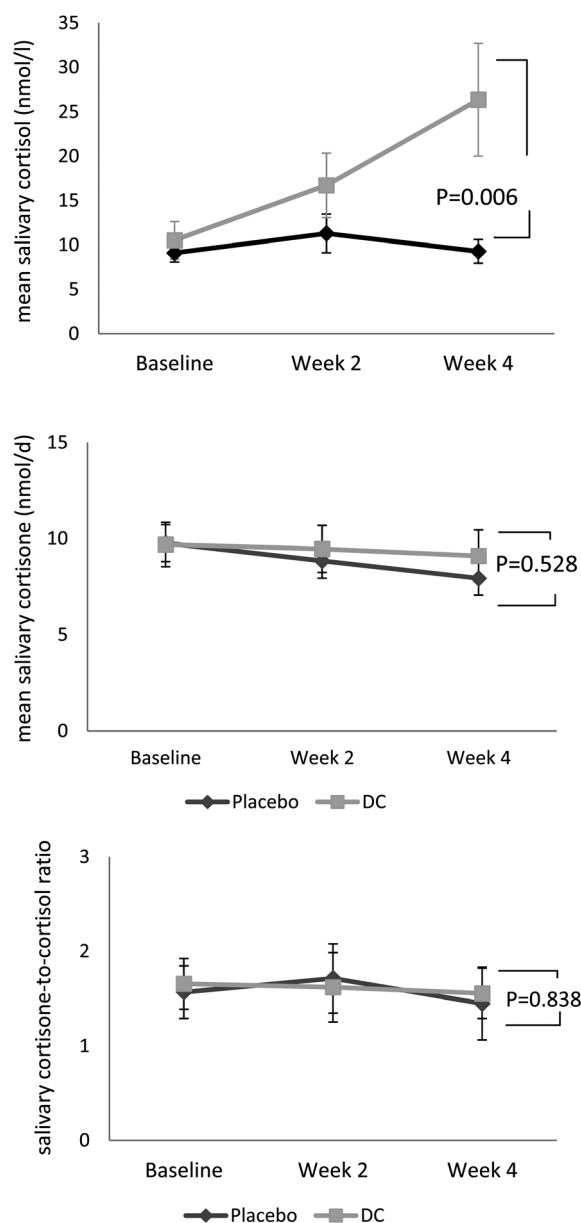 mean salivary cortisol (nmol/l)
35
30
25
20
15
10
5
0
P=0.006
Baseline Week 2 Week 4
mean salivary cortisone (nmol/d)
15
10
5
0
P=0.528
Baseline Week 2 Week 4
Placebo DC
salivary cortisone-to-cortisol ratio
3
2
1
0
P=0.838
Baseline Week 2 Week 4
Placebo DC